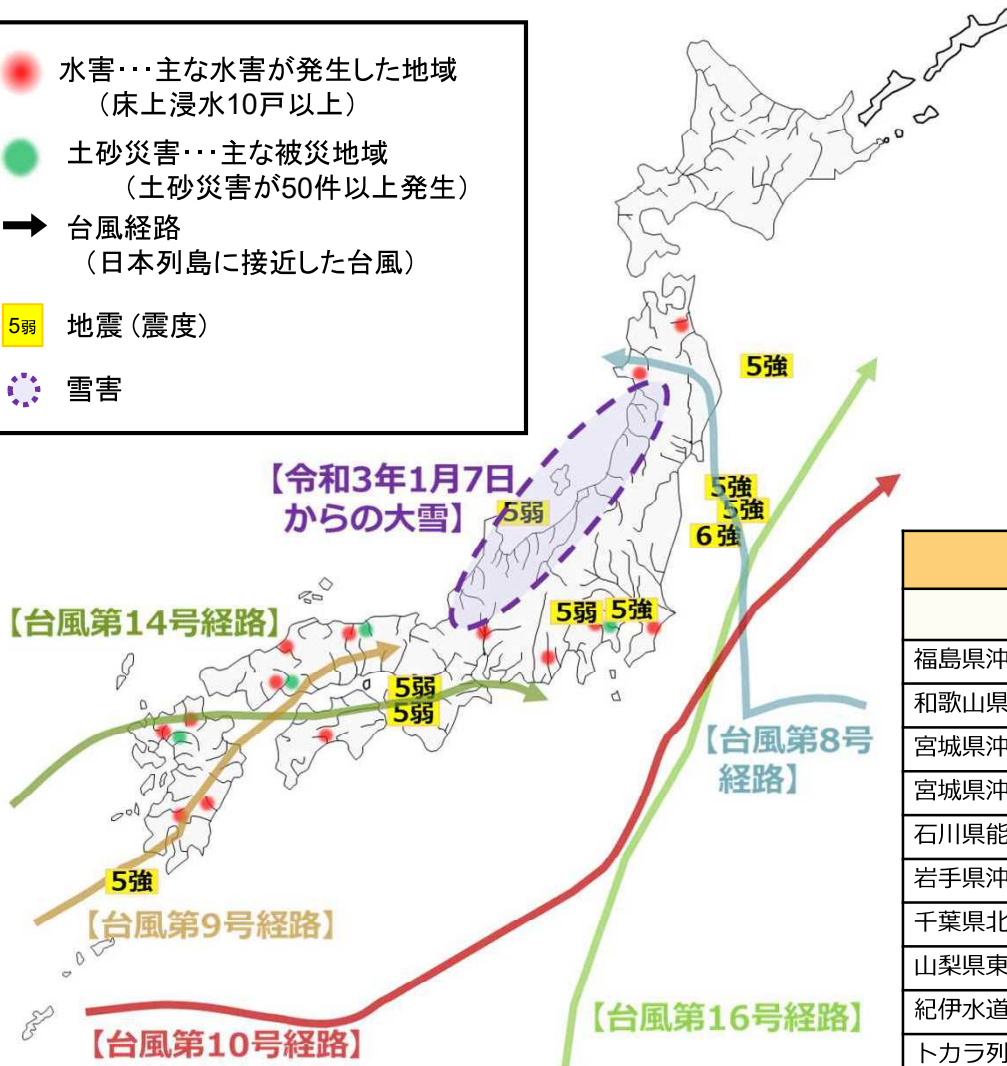 水害･･･主な水害が発生した地域
（床上浸水10戸以上）
土砂災害･･･主な被災地域
（土砂災害が50件以上発生）
台風経路
（日本列島に接近した台風）
5弱 地震（震度）
雪害
5強
【令和3年1月7日
からの大雪】
5弱
5強
5強
6強
【台風第14号経路】
5弱 5強
5弱
5弱
【台風第8号
経路】
5強
【台風第9号経路】
【台風第16号経路】
【台風第10号経路】
福島県沖
和歌山県
宮城県沖
宮城県沖
石川県能
岩手県沖
千葉県北
山梨県東
紀伊水道
トカラ列